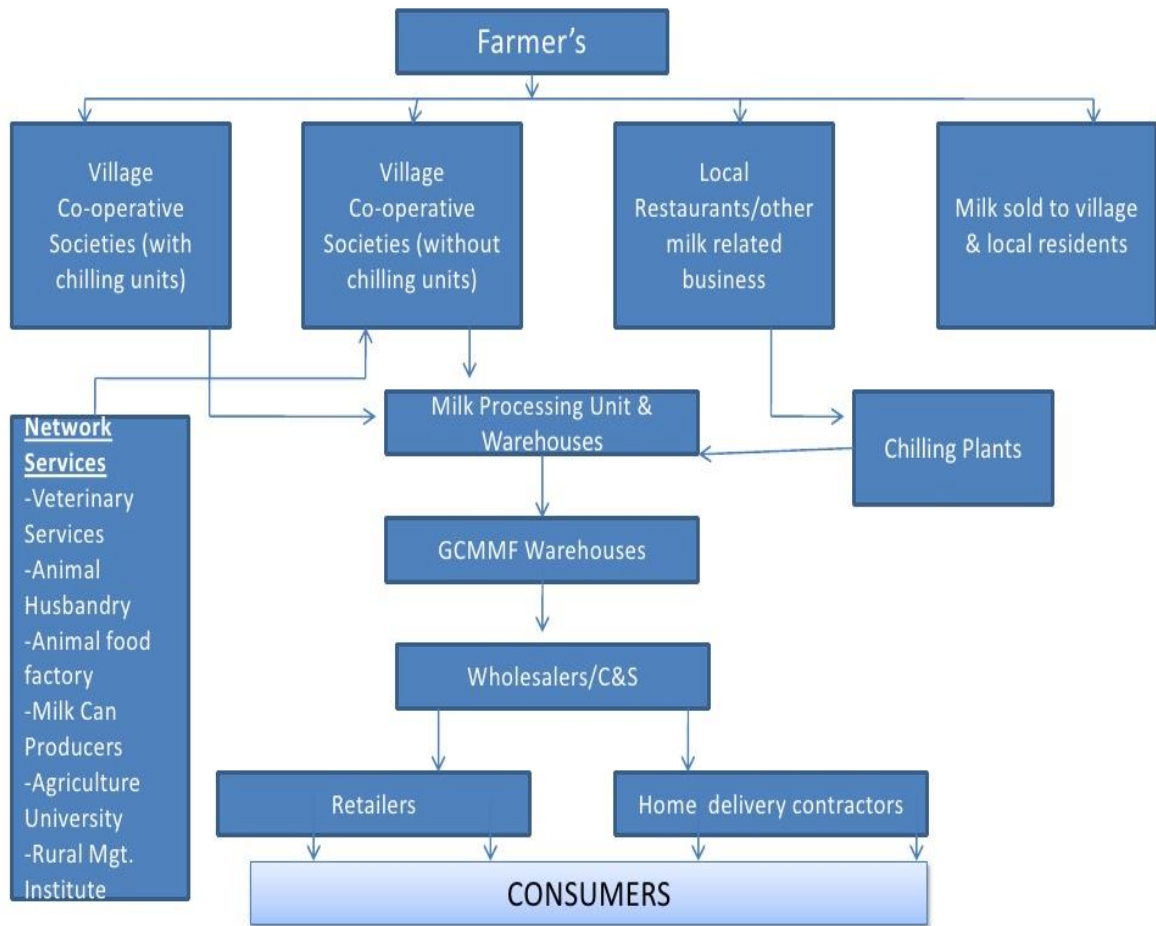 Farmer's
Village
Co-operative
Societies (with
chilling units)
Village
Co-operative
Societies (without
chilling units)
Local
Restaurants/other
milk related
business
Milk sold to village
& local residents
Network
Services
-Veterinary
Services
-Animal
Husbandry
-Animal food
factory
-Milk Can
Producers
-Agriculture
University
-Rural Mgt.
Institute
Milk Processing Unit &
Warehouses
Chilling Plants
GCMMF Warehouses
Wholesalers/C&S
Retailers
Home delivery contractors
CONSUMERS